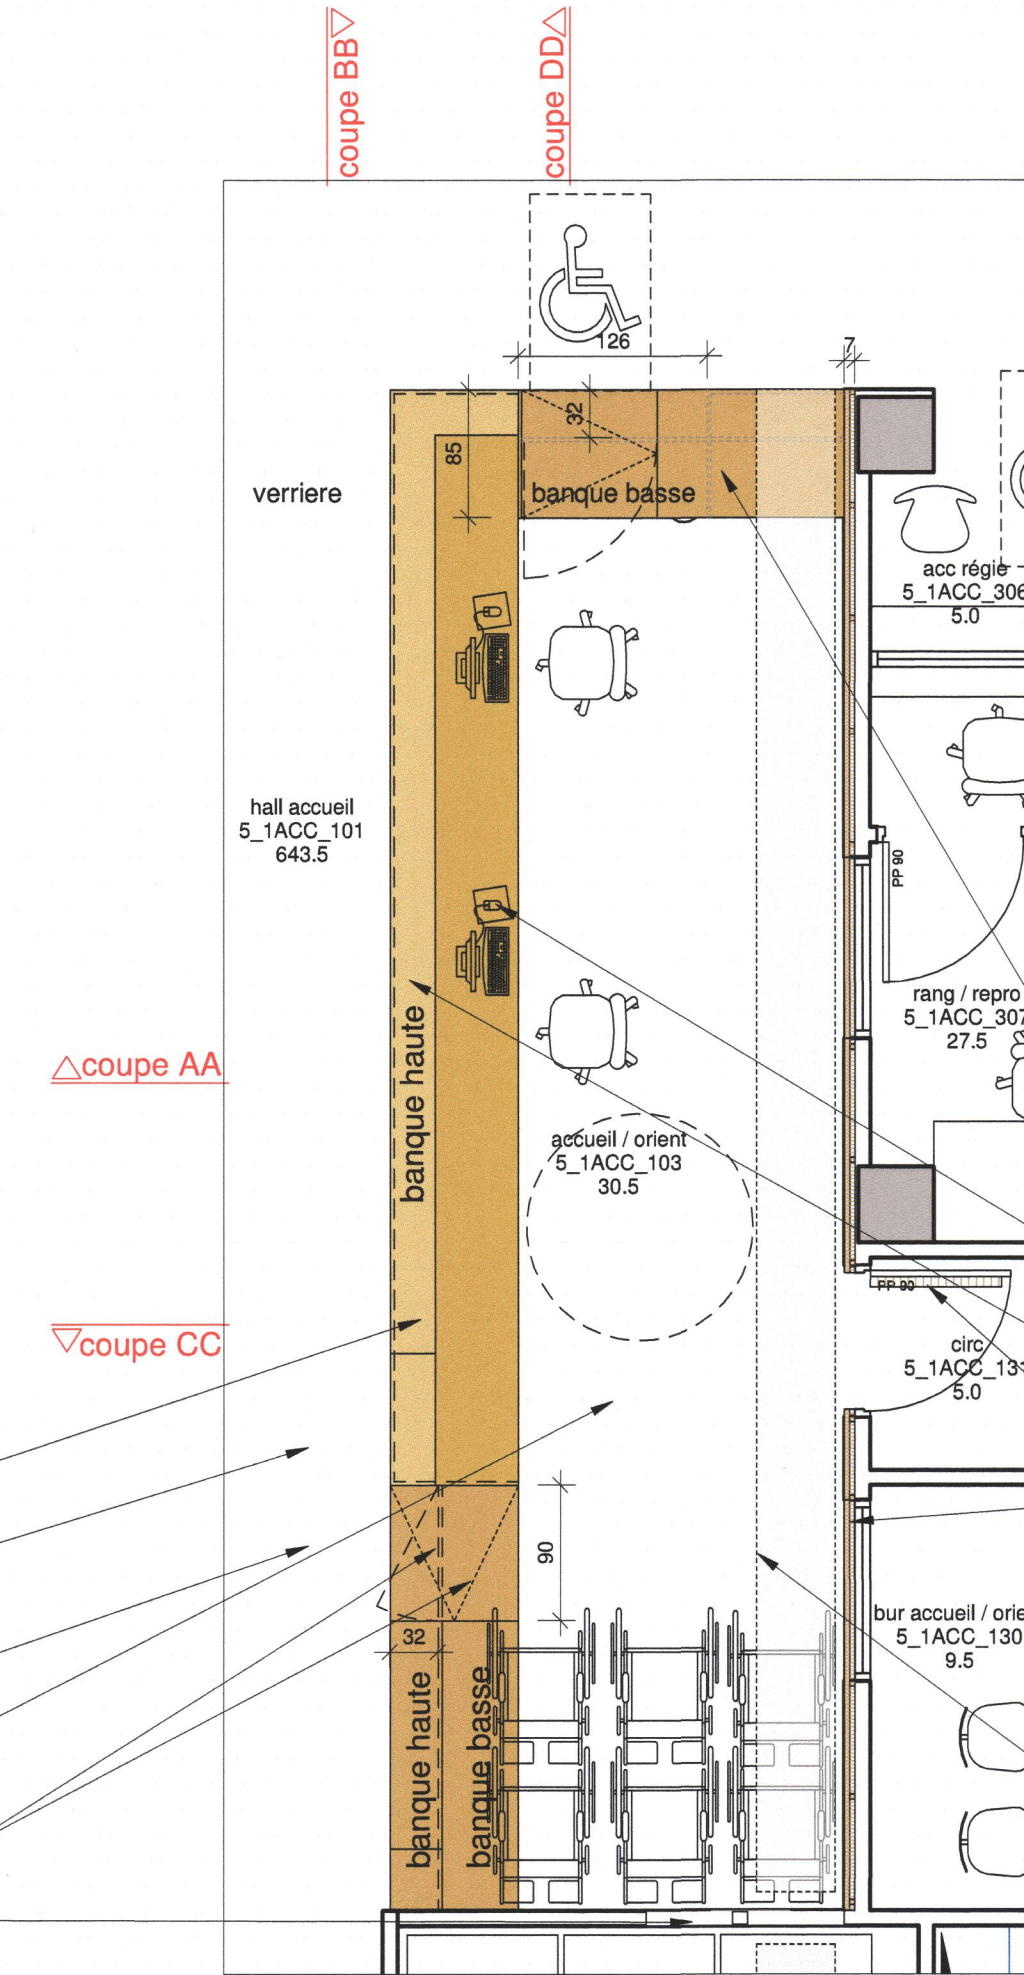 coupe BB
coupe DD
126
7
32
85
verriere
banque basse
acc régie
5_1ACC_306
5.0
hall accueil
5_1ACC_101
643.5
PP 90
rang / repro
5_1ACC_307
27.5
banque haute
coupe AA
accueil / orient
5_1ACC_103
30.5
PP 90
coupe CC
circ
5_1ACC_131
5.0
90
bur accueil / orie
5_1ACC_130
9.5
32
banque haute
banque basse